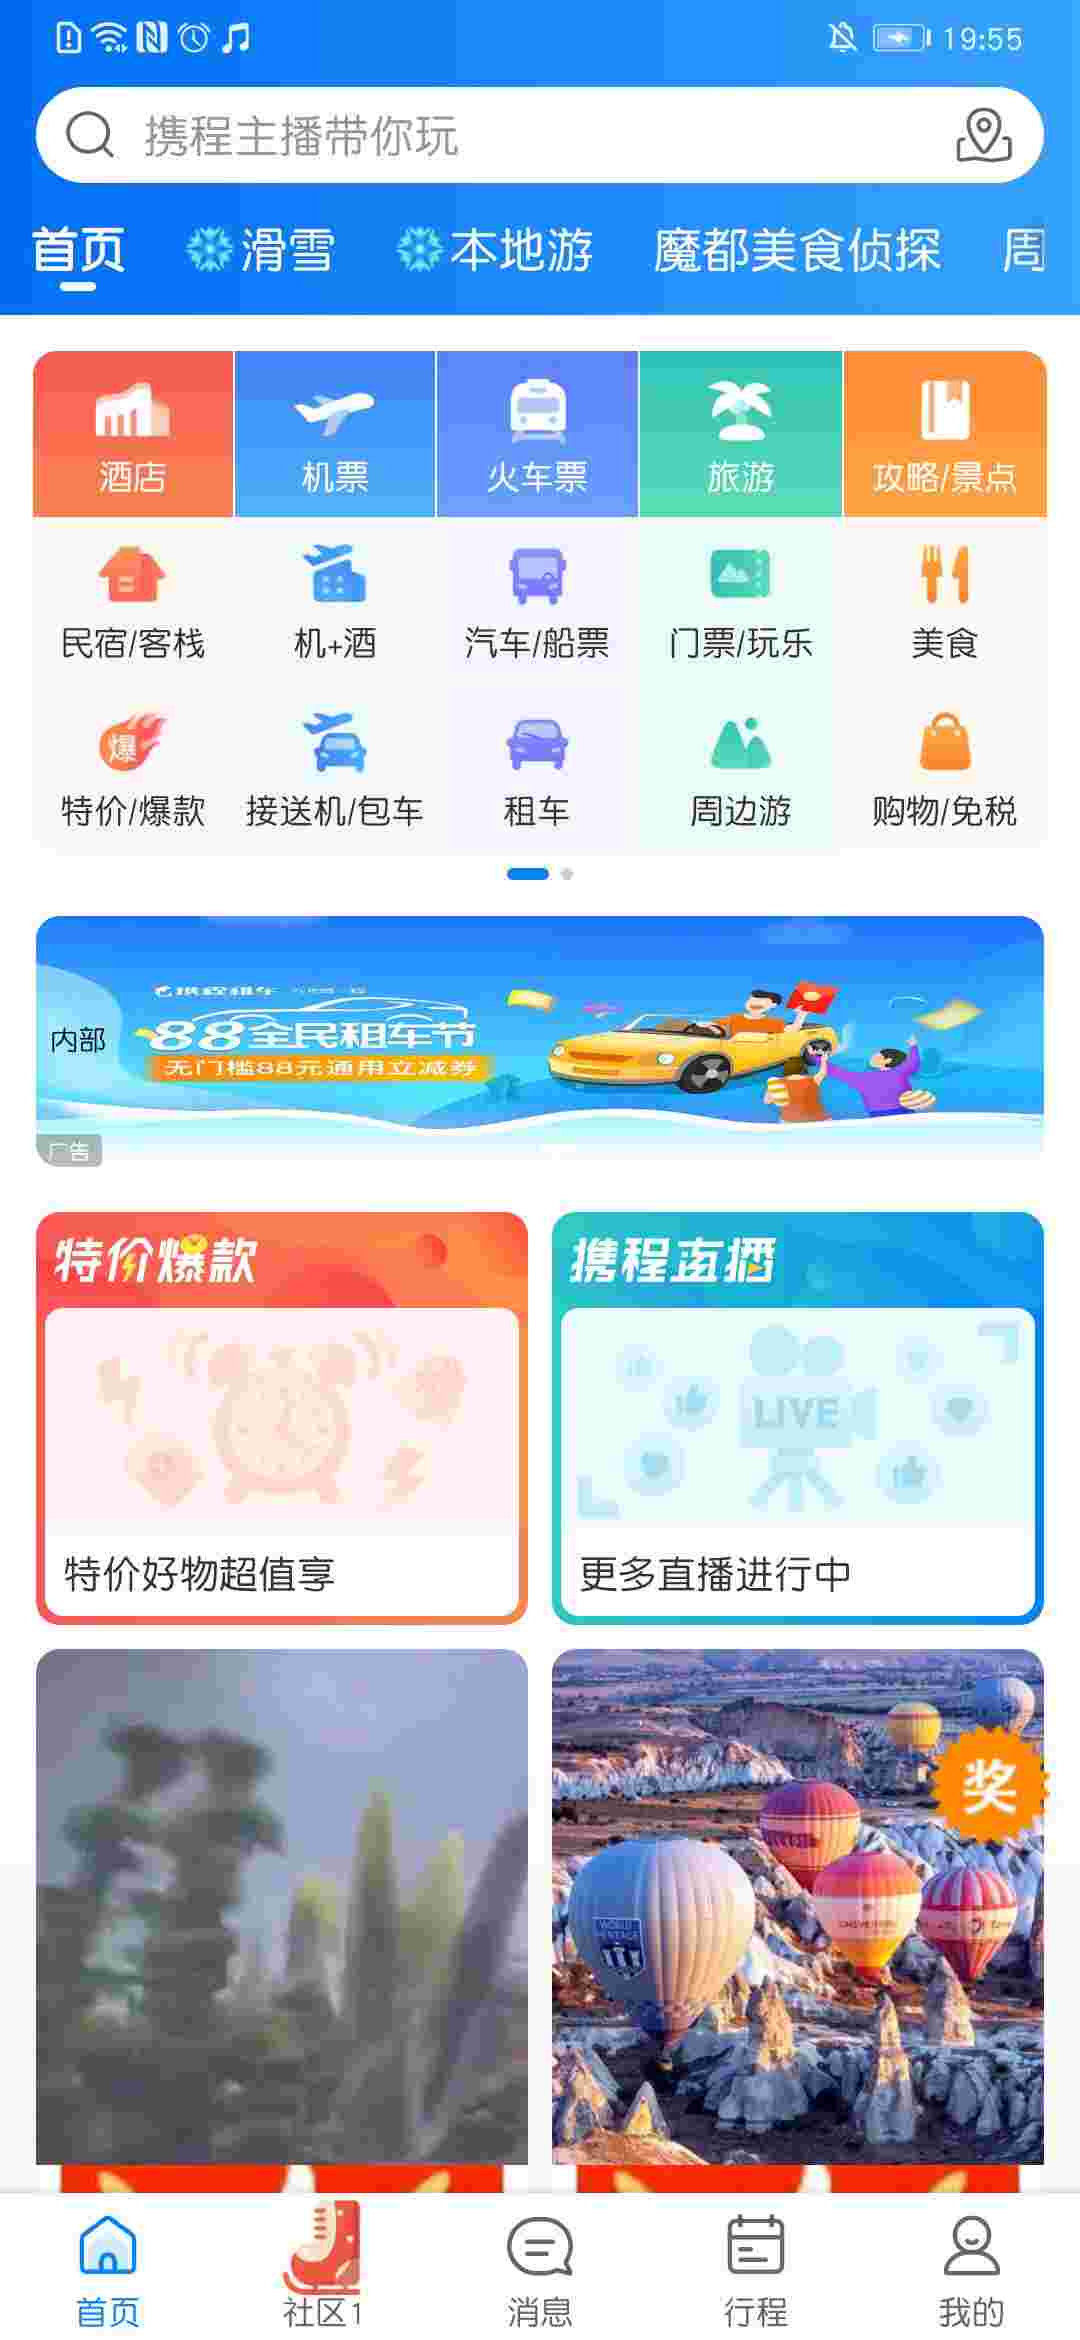 19:55
携程主播带你玩
首页 滑雪 本地游 魔都美食侦探 周
酒店 机票 火车票 旅游 攻略/景点
民宿/客栈 机+酒 汽车/船票 门票/玩乐 美食
爆
特价/爆款 接送机/包车 租车 周边游 购物/免税
携程租车
内部
88全民租车节
无门槛88元通用立减券
广告
特价爆款 携程直播
LIVE
特价好物超值享 更多直播进行中
奖
WORLD HERITAGE
首页 社区1 消息 行程 我的